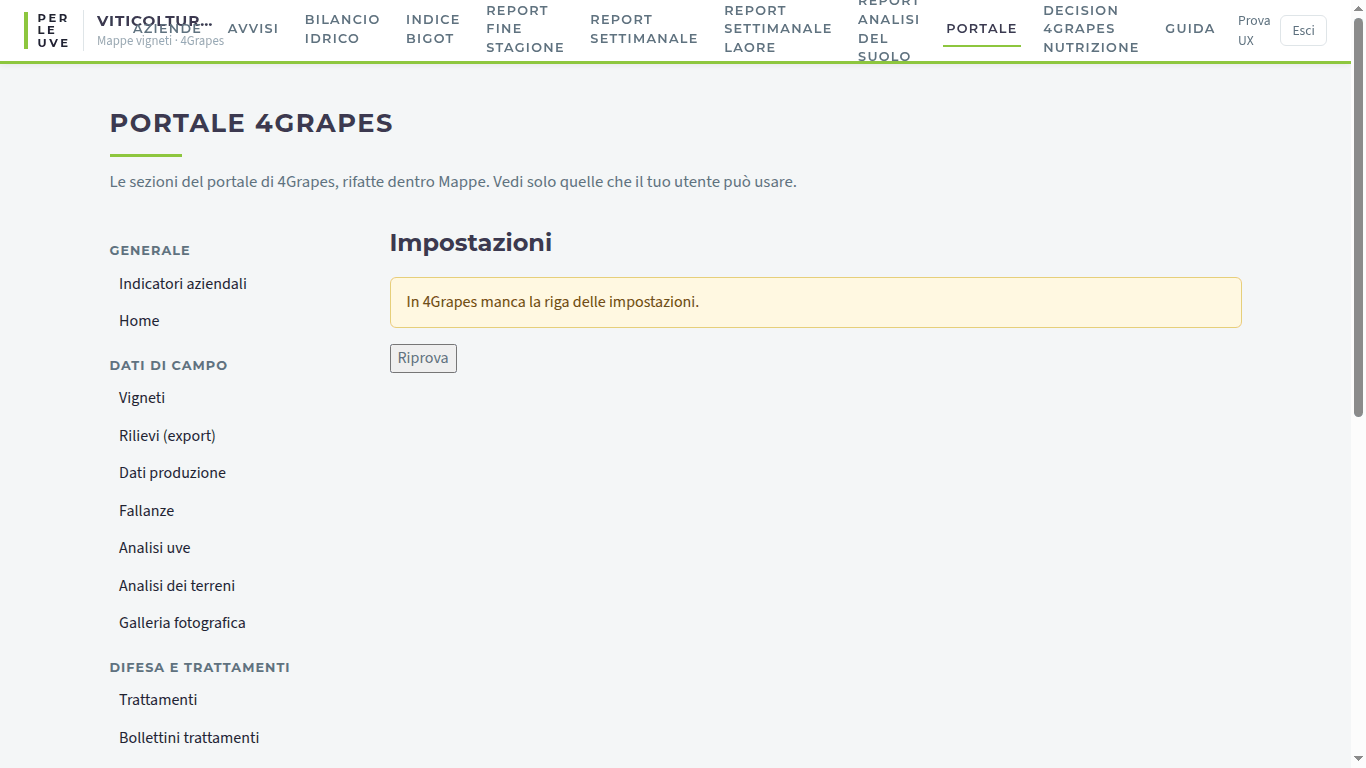 PER
LE
UVE
VITICOLTUR...
Mappe vigneti · 4Grapes
AZIENDE
AVVISI
BILANCIO
IDRICO
INDICE
BIGOT
REPORT
FINE
STAGIONE
REPORT
SETTIMANALE
REPORT
SETTIMANALE
LAORE
REPORT
ANALISI
DEL
SUOLO
PORTALE
DECISION
4GRAPES
NUTRIZIONE
GUIDA
Prova
UX
Esci
PORTALE 4GRAPES
Le sezioni del portale di 4Grapes, rifatte dentro Mappe. Vedi solo quelle che il tuo utente può usare.
GENERALE
Indicatori aziendali
Home
DATI DI CAMPO
Vigneti
Rilievi (export)
Dati produzione
Fallanze
Analisi uve
Analisi dei terreni
Galleria fotografica
DIFESA E TRATTAMENTI
Trattamenti
Bollettini trattamenti
Impostazioni
In 4Grapes manca la riga delle impostazioni.
Riprova